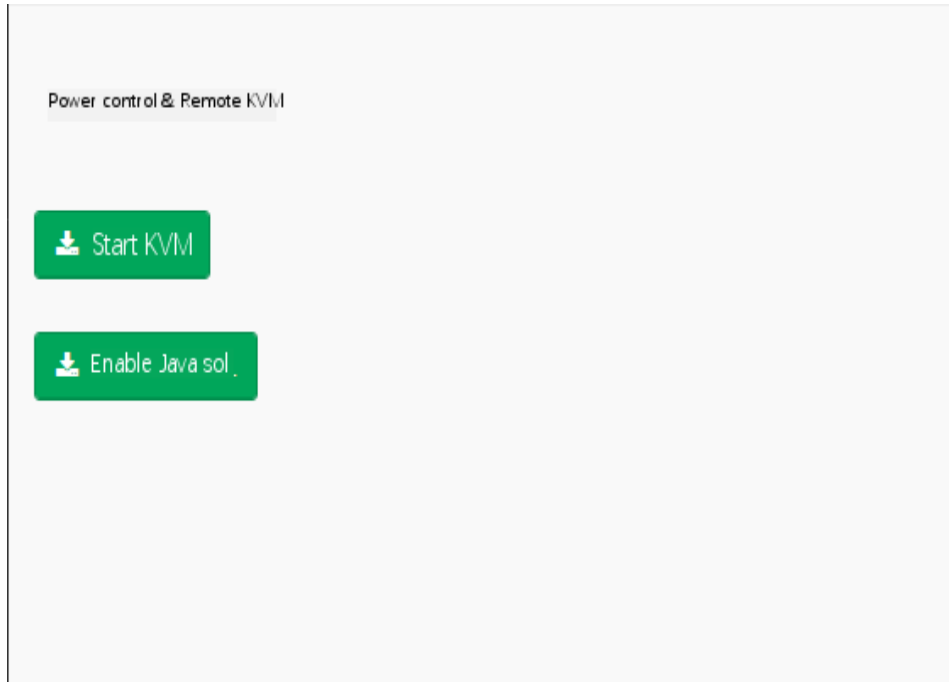 Power control & Remote KVM
Start KVM
Enable Java sol .